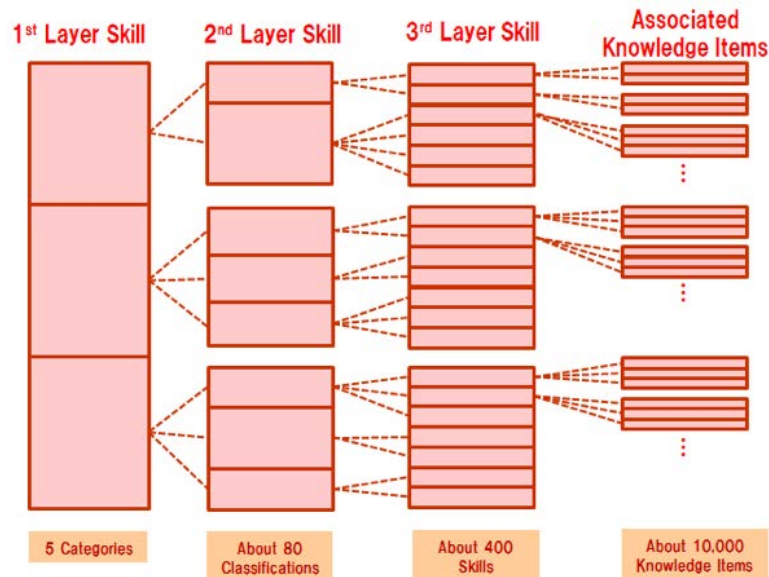 1st Layer Skill
2nd Layer Skill
3rd Layer Skill
Associated
Knowledge Items
5 Categories
About 80
Classifications
About 400
Skills
About 10,000
Knowledge Items